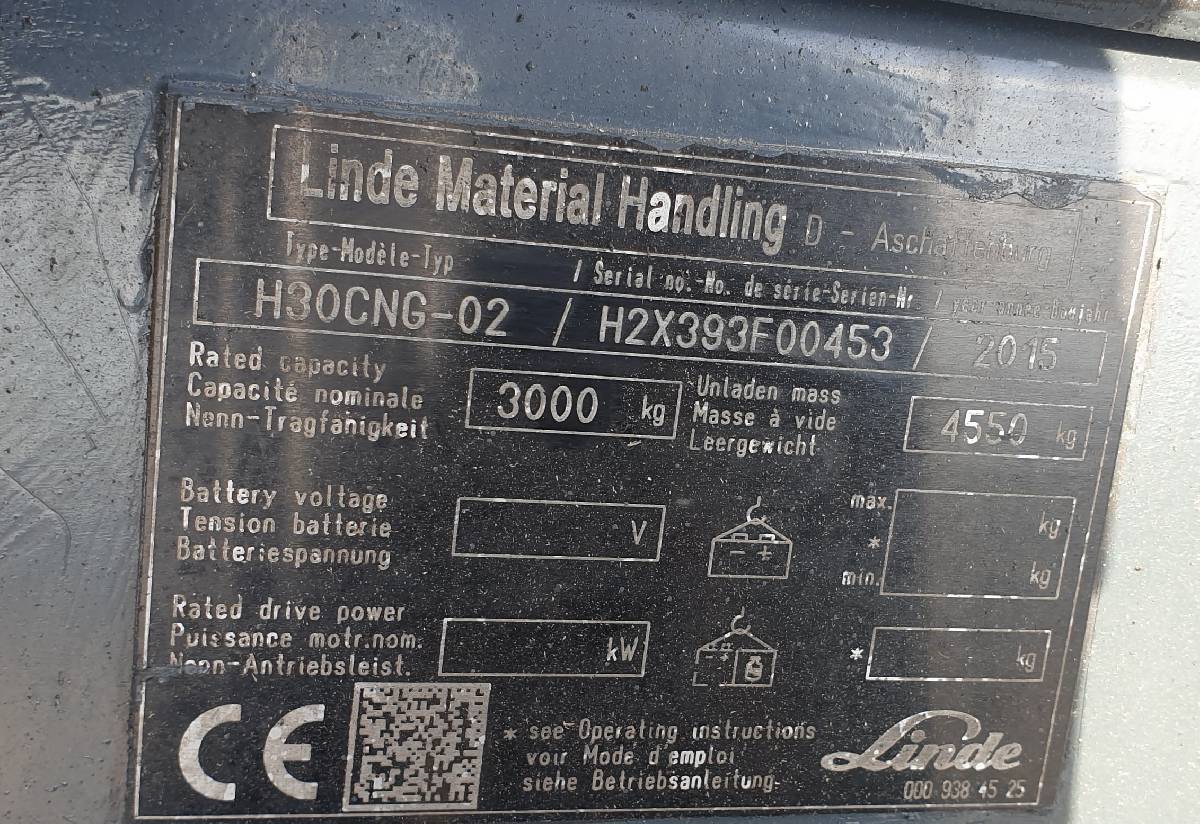 Linde Material Handling D - Aschaffenburg
Type-Modèle-Typ / Serial no.-No. de série-Serien-Nr. / year-année-Baujahr
H30CNG-02 / H2X393F00453 / 2015
Rated capacity
Capacité nominale
Nenn-Tragfähigkeit
3000 kg
Unladen mass
Masse à vide
Leergewicht
4550 kg
Battery voltage
Tension batterie
Batteriespannung
V
- +
max. kg
*
min. kg
Rated drive power
Puissance motr.nom.
Nenn-Antriebsleist.
kW
- +
* kg
CE
* see Operating instructions
voir Mode d'emploi
siehe Betriebsanleitung.
Linde
000 938 45 25